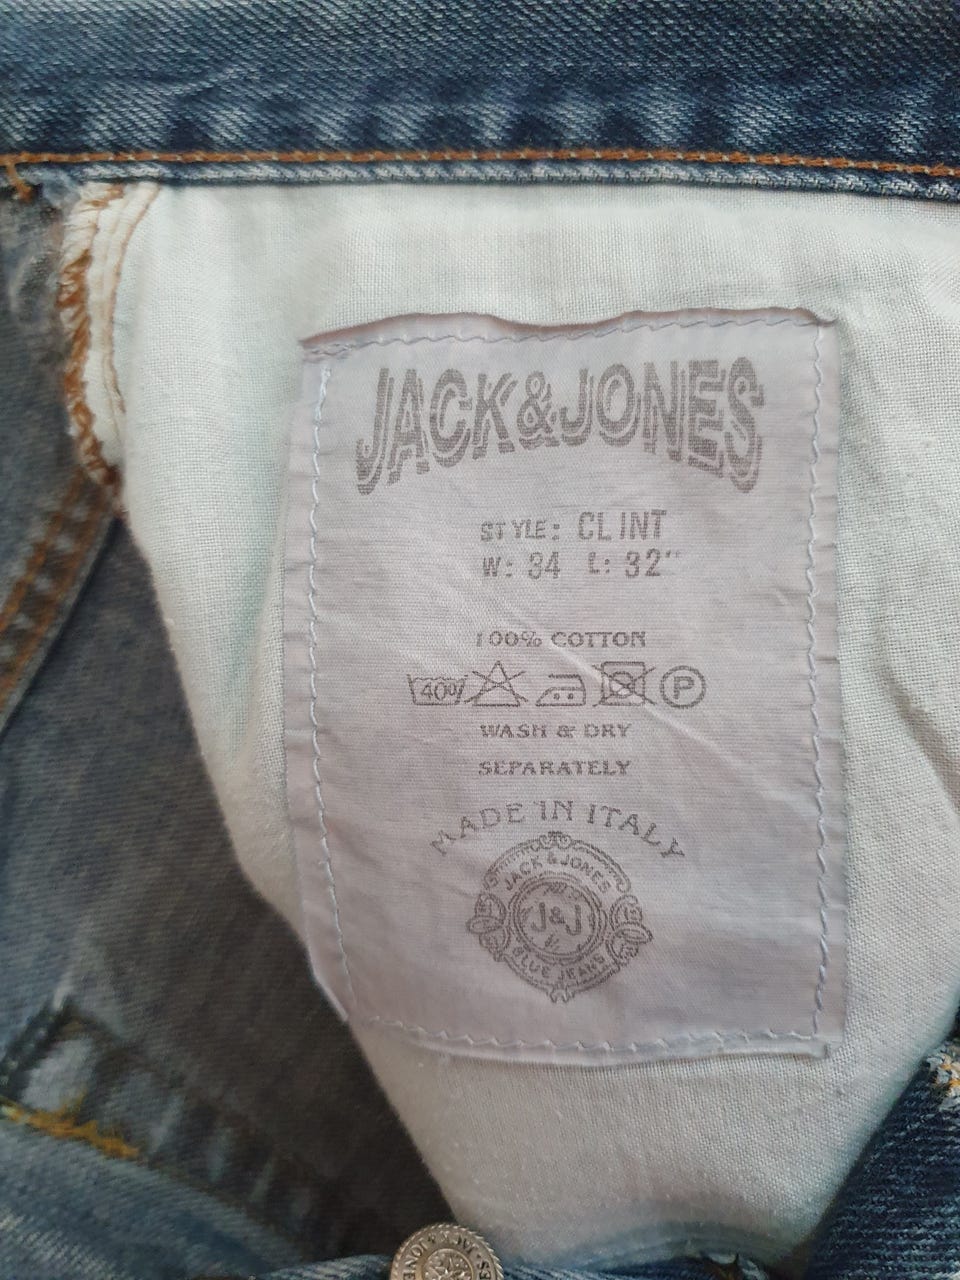 JACK&JONES
STYLE: CLINT
W: 34 L: 32"
100% COTTON
40° P
WASH & DRY
SEPARATELY
MADE IN ITALY
JACK & JONES
J&J
BLUE JEANS